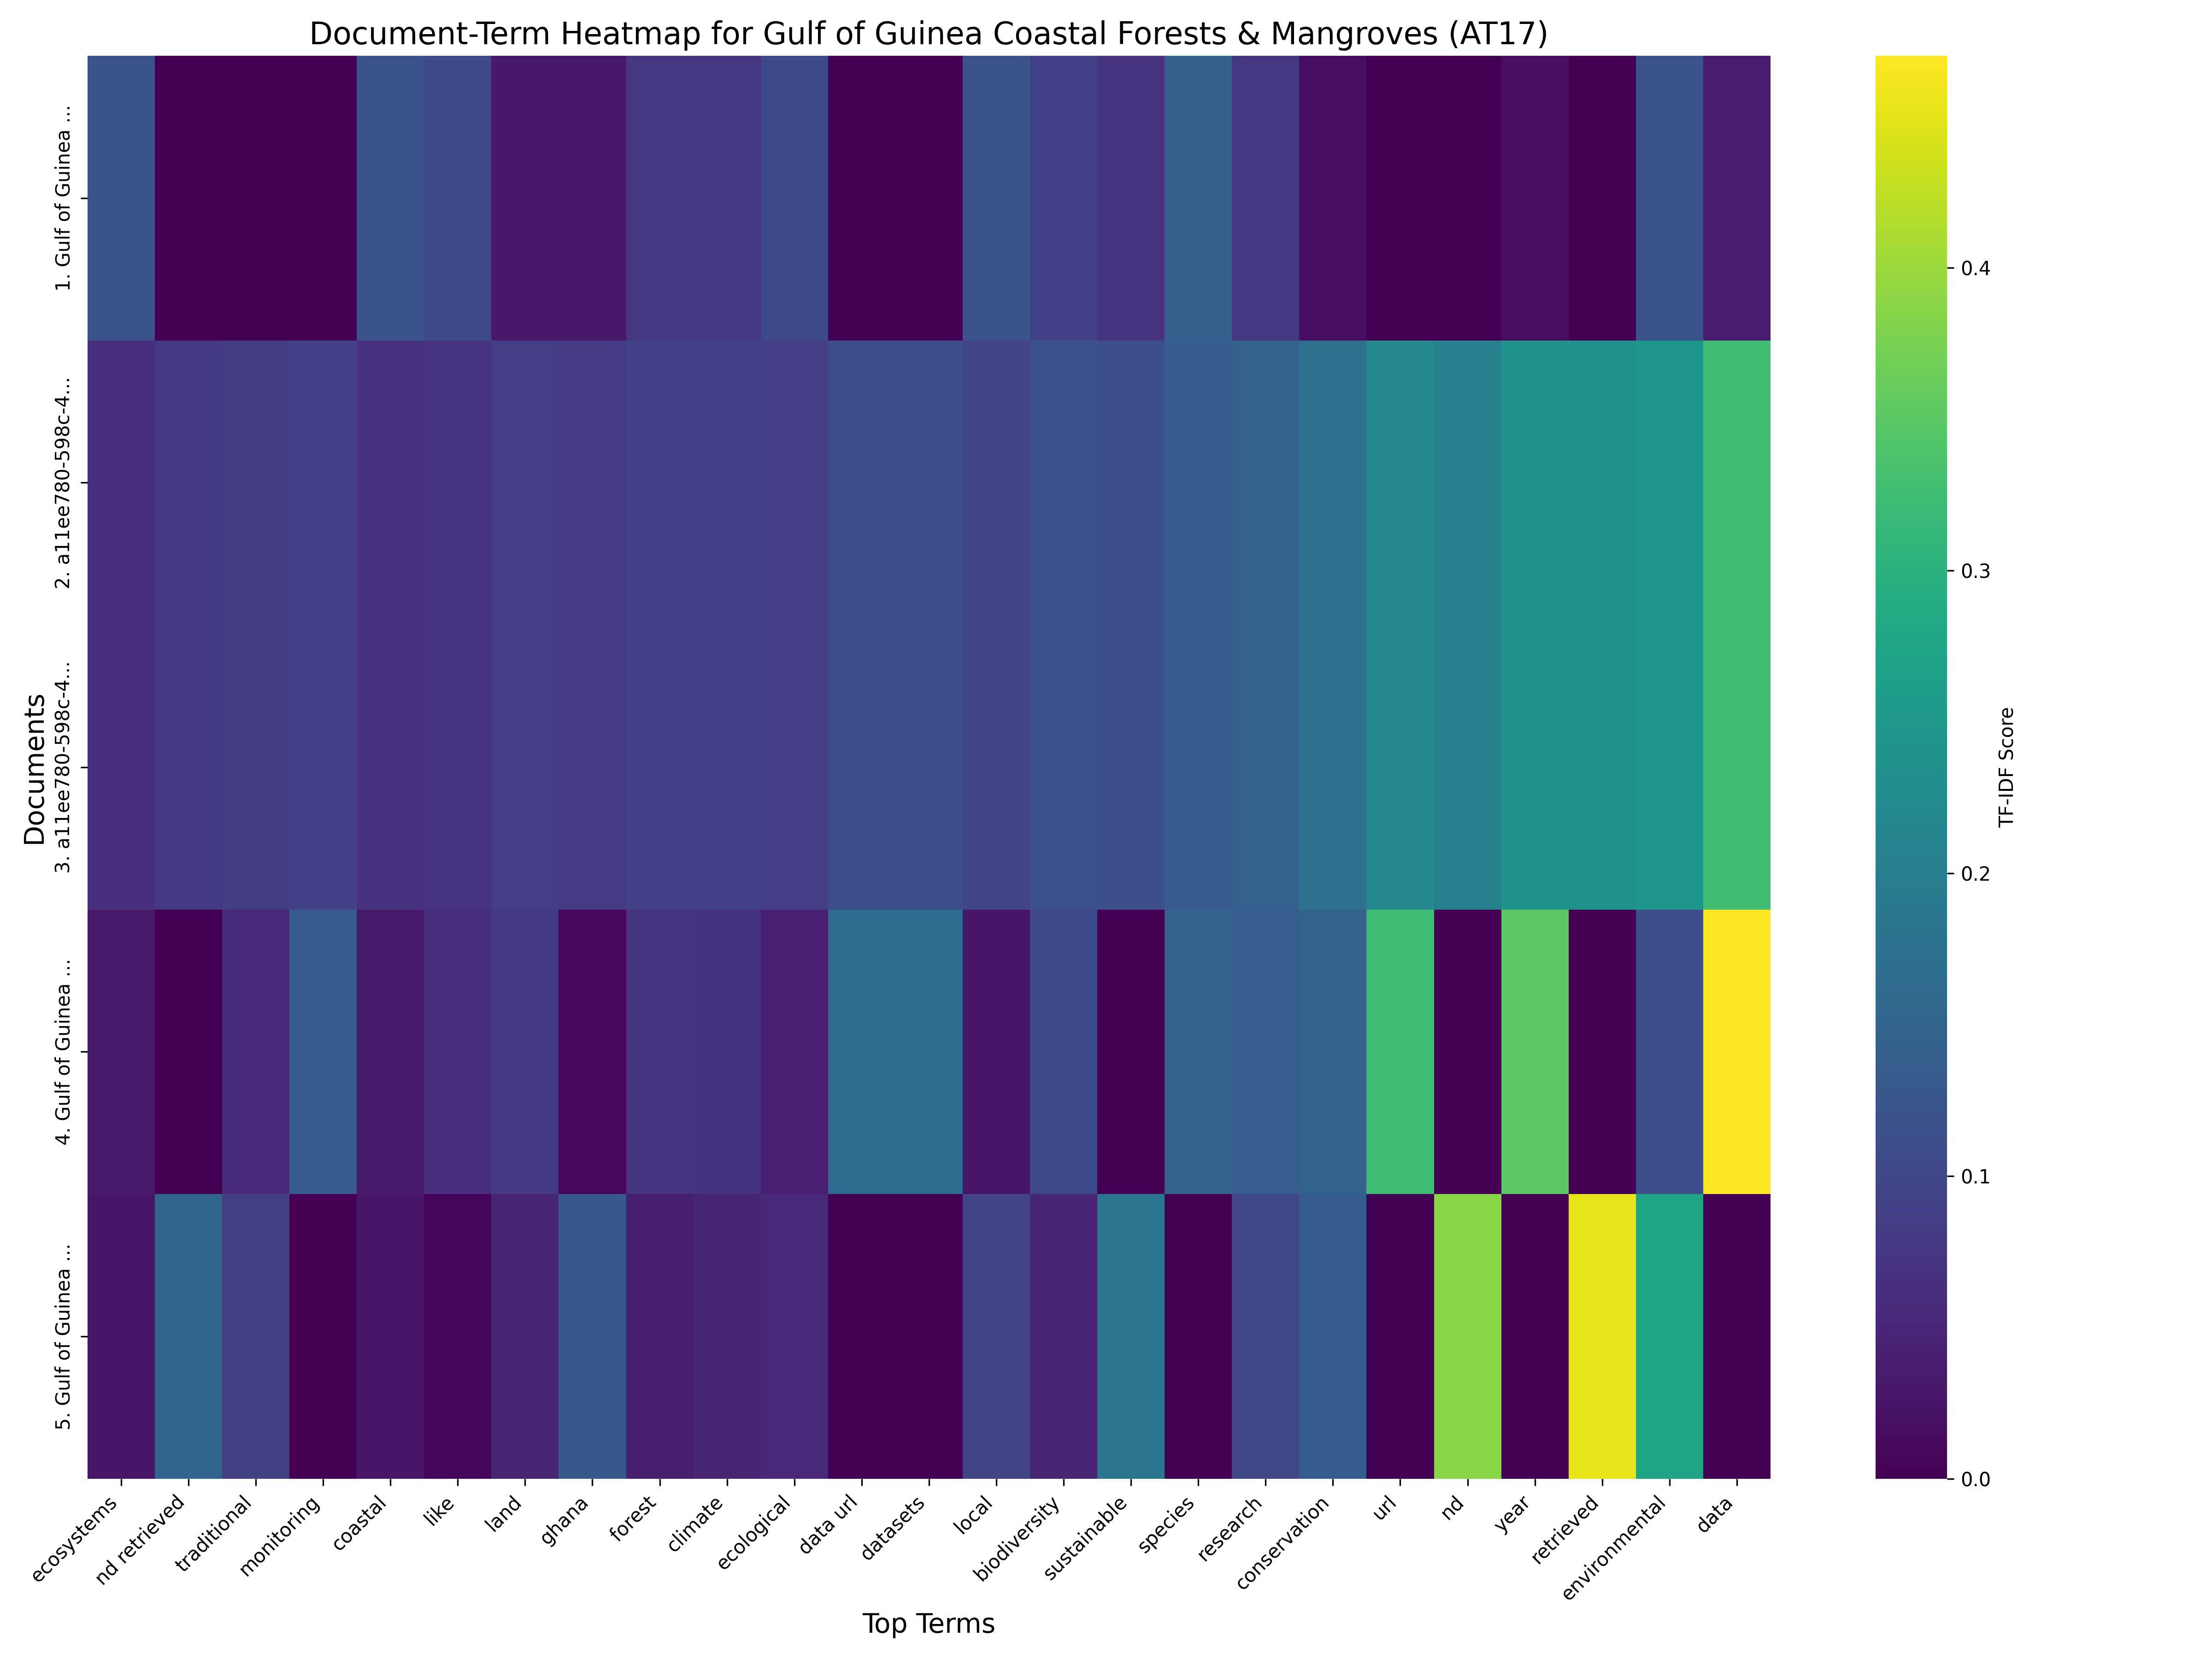 Document-Term Heatmap for Gulf of Guinea Coastal Forests & Mangroves (AT17)
Documents
1. Gulf of Guinea ...
2. a11ee780-598c-4...
3. a11ee780-598c-4...
4. Gulf of Guinea ...
5. Gulf of Guinea ...
ecosystems
nd retrieved
traditional
monitoring
coastal
like
land
ghana
forest
climate
ecological
data url
datasets
local
biodiversity
sustainable
species
research
conservation
url
nd
year
retrieved
environmental
data
Top Terms
0.4
0.3
0.2
0.1
0.0
TF-IDF Score